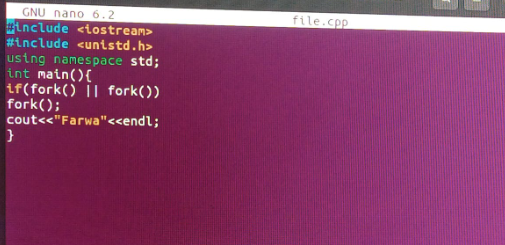 GNU nano 6.2 file.cpp
#include <iostream>
#include <unistd.h>
using namespace std;
int main(){
if(fork() || fork())
fork();
cout<<"Farwa"<<endl;
}